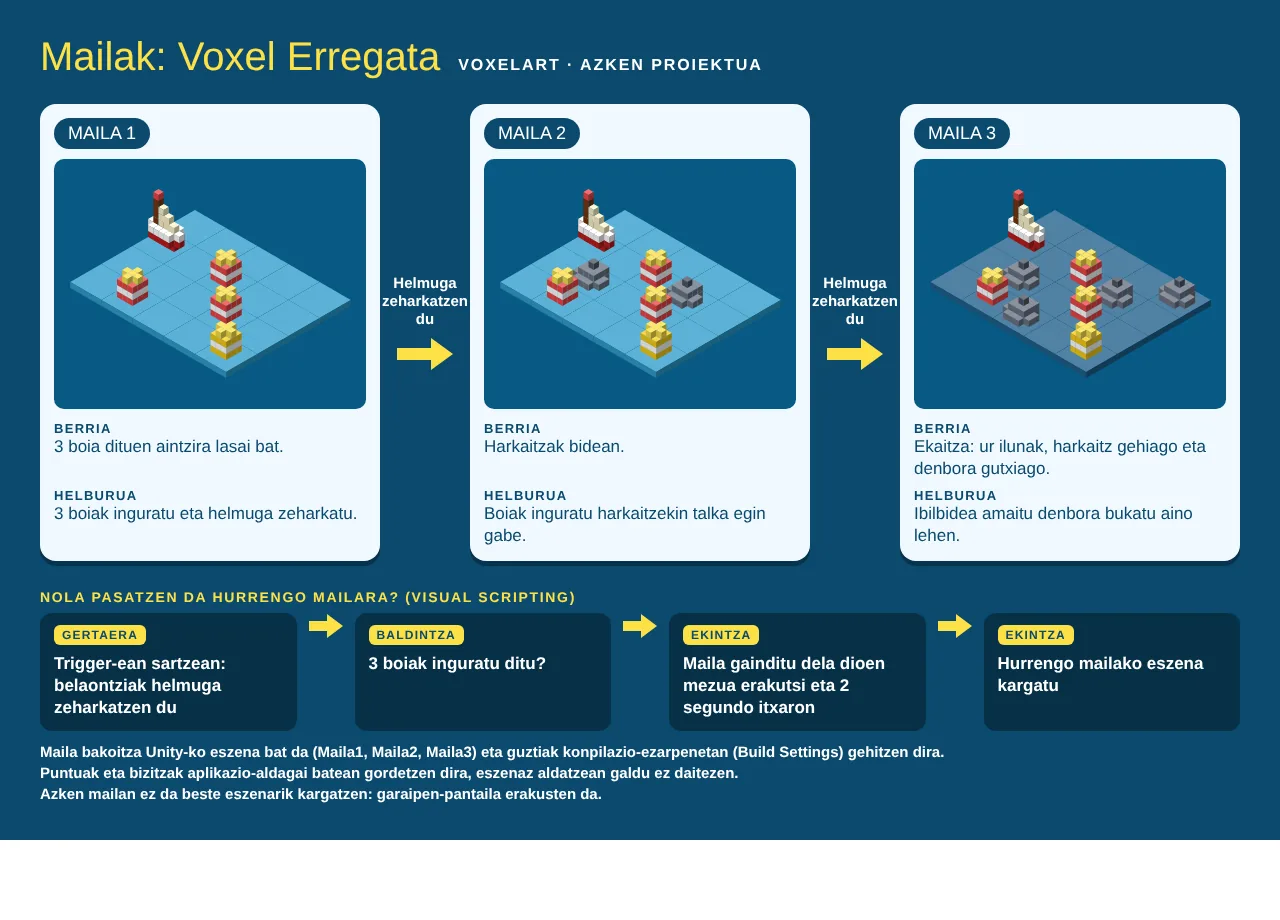 Mailak: Voxel Erregata VOXELART · AZKEN PROIEKTUA
MAILA 1
BERRIA
3 boia dituen aintzira lasai bat.
HELBURUA
3 boiak inguratu eta helmuga zeharkatu.
Helmuga
zeharkatzen
du
MAILA 2
BERRIA
Harkaitzak bidean.
HELBURUA
Boiak inguratu harkaitzekin talka egin
gabe.
Helmuga
zeharkatzen
du
MAILA 3
BERRIA
Ekaitza: ur ilunak, harkaitz gehiago eta
denbora gutxiago.
HELBURUA
Ibilbidea amaitu denbora bukatu aino
lehen.
NOLA PASATZEN DA HURRENGO MAILARA? (VISUAL SCRIPTING)
GERTAERA
Trigger-ean sartzean:
belaontziak helmuga
zeharkatzen du
BALDINTZA
3 boiak inguratu ditu?
EKINTZA
Maila gainditu dela dioen
mezua erakutsi eta 2
segundo itxaron
EKINTZA
Hurrengo mailako eszena
kargatu
Maila bakoitza Unity-ko eszena bat da (Maila1, Maila2, Maila3) eta guztiak konpilazio-ezarpenetan (Build Settings) gehitzen dira.
Puntuak eta bizitzak aplikazio-aldagai batean gordetzen dira, eszenaz aldatzean galdu ez daitezen.
Azken mailan ez da beste eszenarik kargatzen: garaipen-pantaila erakusten da.